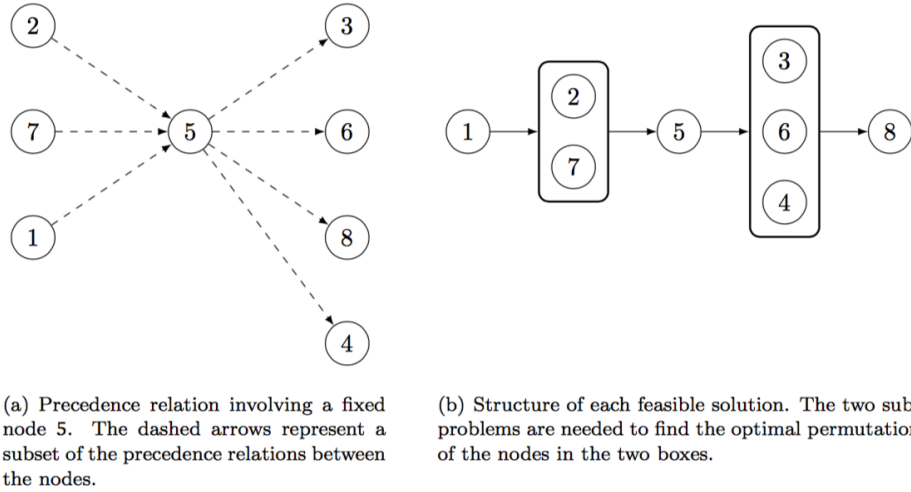 2
3
7
5
6
1
8
4
1
2
7
5
3
6
4
8
(a) Precedence relation involving a fixed
node 5. The dashed arrows represent a
subset of the precedence relations between
the nodes.
(b) Structure of each feasible solution. The two sub
problems are needed to find the optimal
of the nodes in the two boxes.